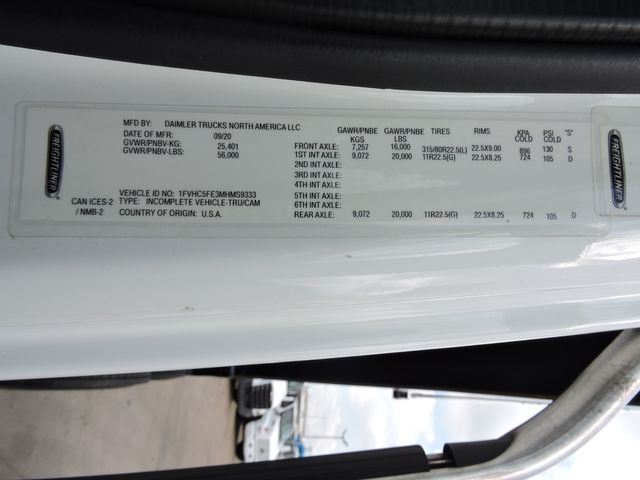 FREIGHTLINER
MFD BY: DAIMLER TRUCKS NORTH AMERICA LLC
DATE OF MFR: 09/20
GVWR/PNBV-KG: 25,401
GVWR/PNBV-LBS: 56,000
VEHICLE ID NO: 1FVHC5FE3MHMS9333
CAN ICES-2 TYPE: INCOMPLETE VEHICLE-TRU/CAM
/ NMB-2 COUNTRY OF ORIGIN: U.S.A.
GAWR/PNBE KGS GAWR/PNBE LBS TIRES RIMS KPA COLD PSI COLD "S"
FRONT AXLE: 7,257 16,000 315/80R22.5(L) 22.5X9.00 896 130 S
1ST INT AXLE: 9,072 20,000 11R22.5(G) 22.5X8.25 724 105 D
2ND INT AXLE:
3RD INT AXLE:
4TH INT AXLE:
5TH INT AXLE:
6TH INT AXLE:
REAR AXLE: 9,072 20,000 11R22.5(G) 22.5X8.25 724 105 D
FREIGHTLINER